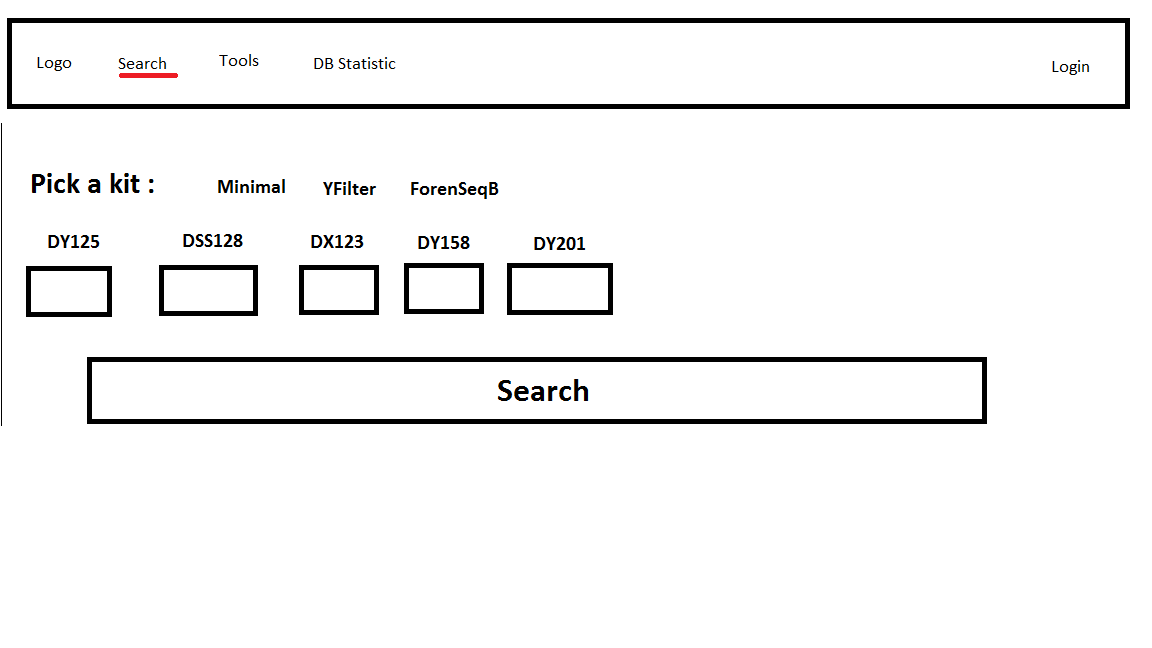 Logo Search Tools DB Statistic Login
Pick a kit : Minimal YFilter ForenSeqB
DY125 DSS128 DX123 DY158 DY201
Search